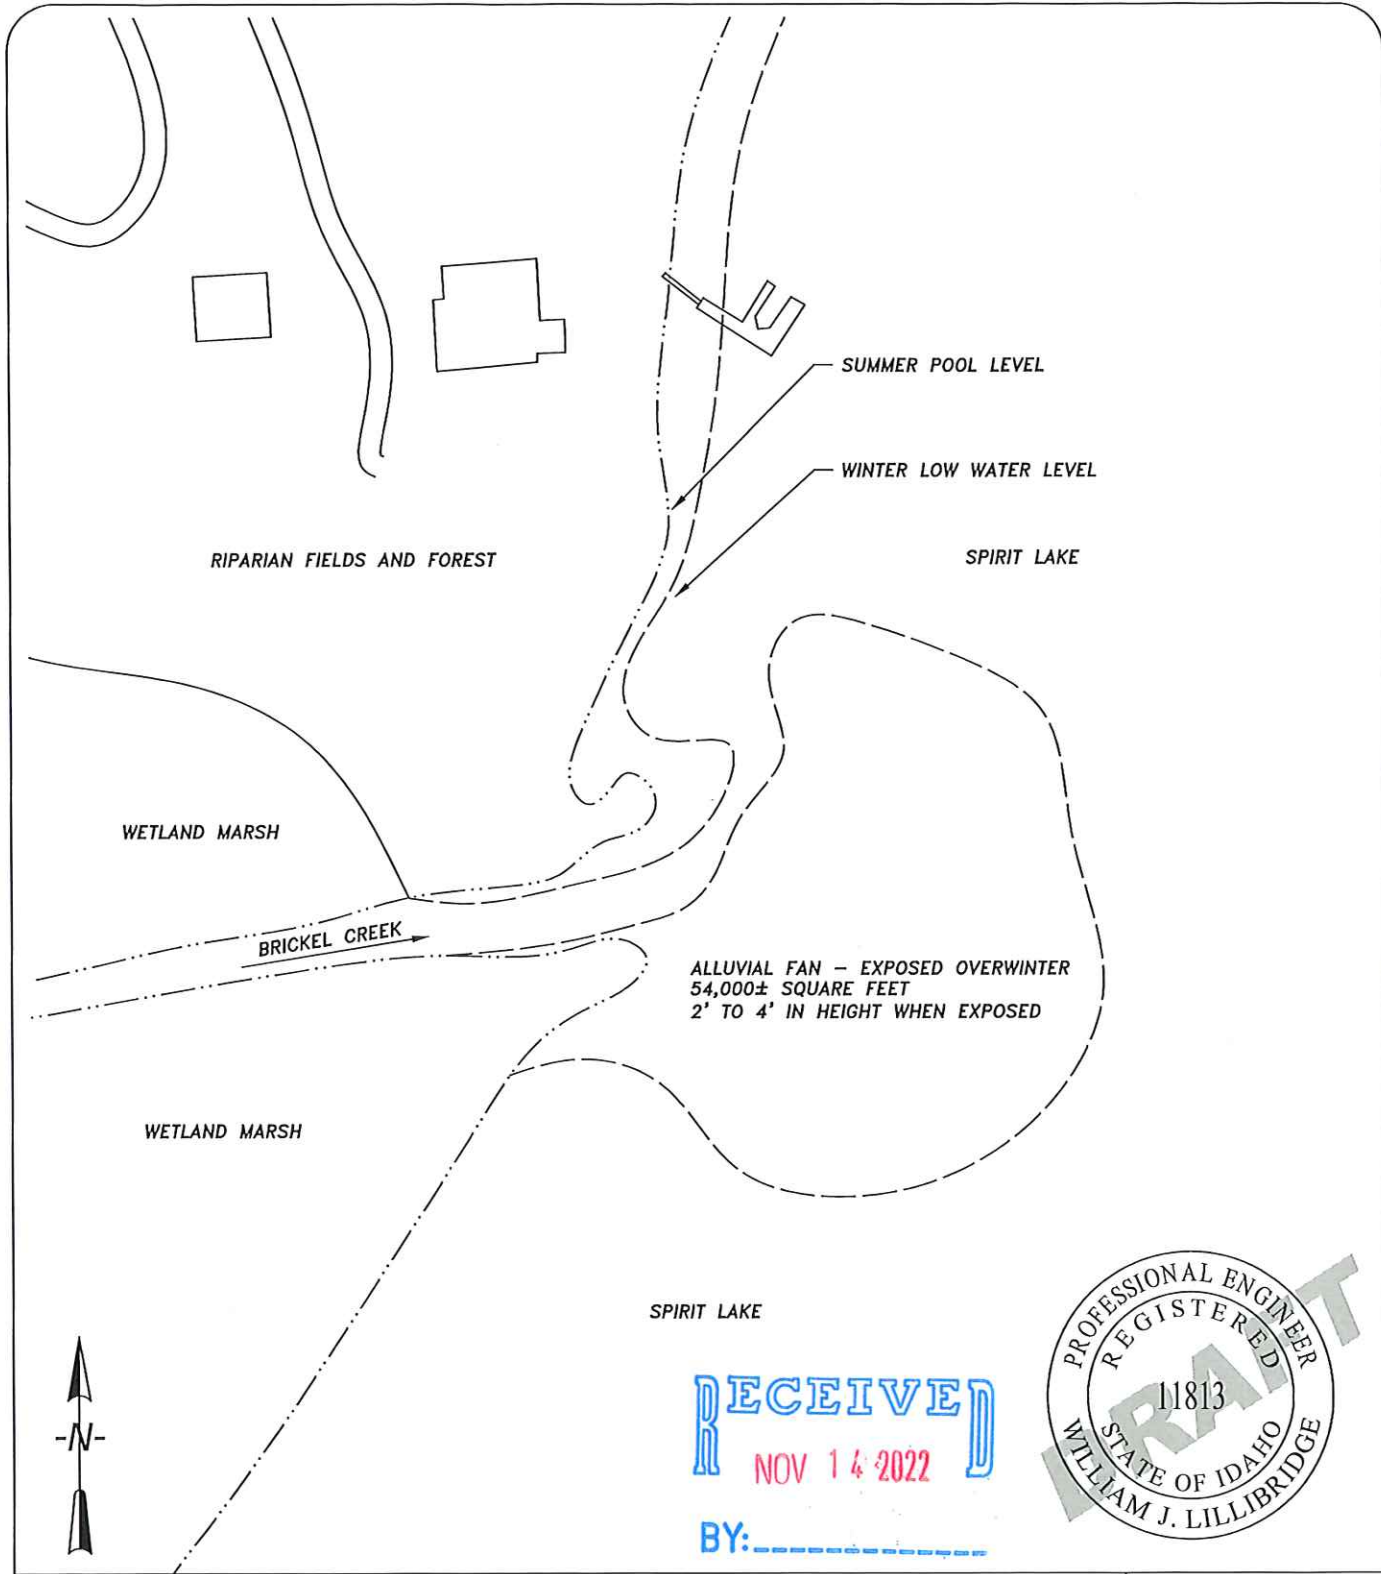 SUMMER POOL LEVEL
WINTER LOW WATER LEVEL
RIPARIAN FIELDS AND FOREST
SPIRIT LAKE
WETLAND MARSH
BRICKEL CREEK
ALLUVIAL FAN – EXPOSED OVERWINTER
54,000± SQUARE FEET
2' TO 4' IN HEIGHT WHEN EXPOSED
WETLAND MARSH
SPIRIT LAKE
-N-
RECEIVED
NOV 14 2022
BY:
PROFESSIONAL ENGINEER
REGISTERED
11813
STATE OF IDAHO
WILLIAM J. LILLIBRIDGE
DRAFT